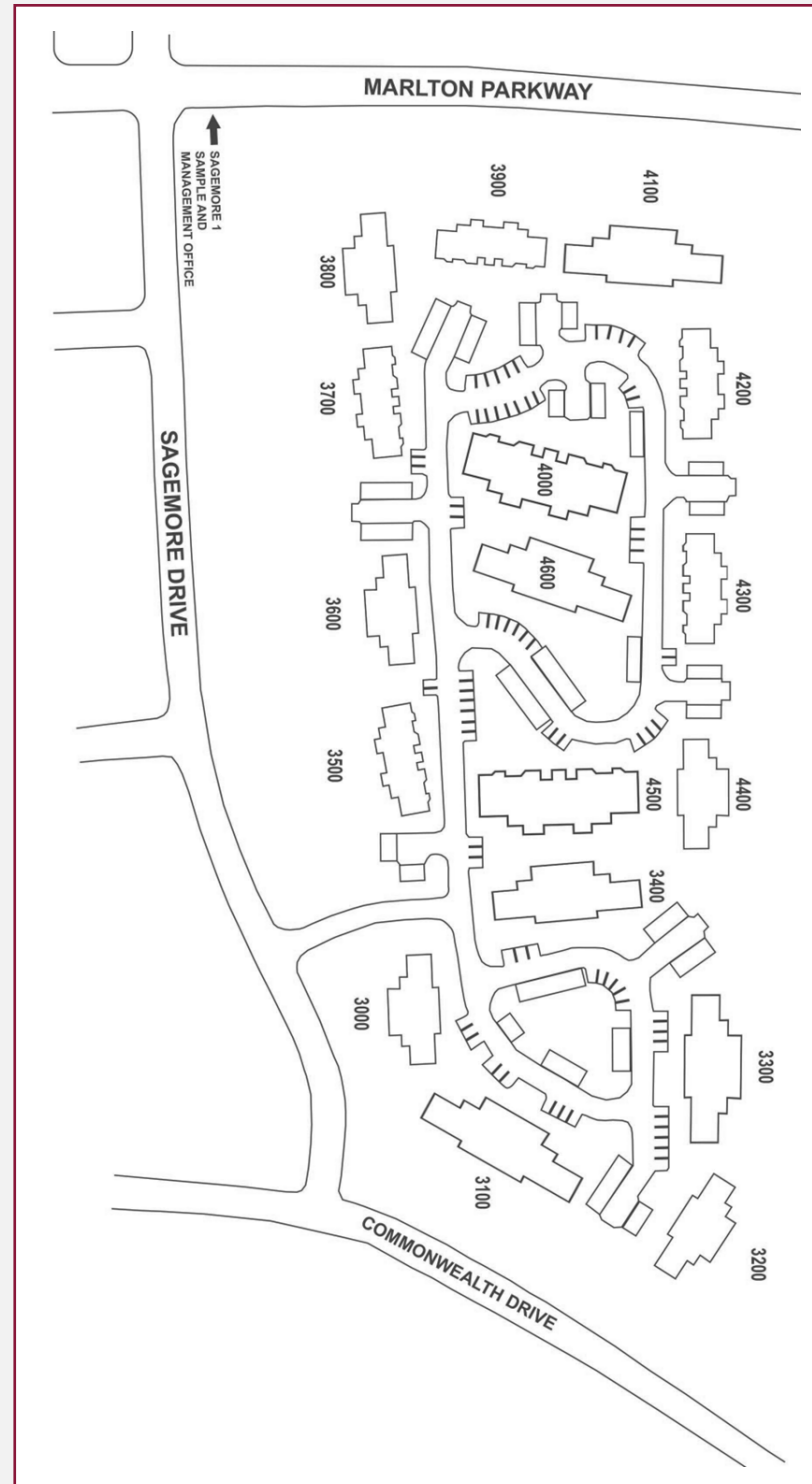 MARLTON PARKWAY
SAGEMORE 1
SAMPLE AND
MANAGEMENT OFFICE
3900
4100
3800
4200
3700
4000
SAGEMORE DRIVE
4600
4300
3600
3500
4400
4500
3400
3000
3300
3100
3200
COMMONWEALTH DRIVE